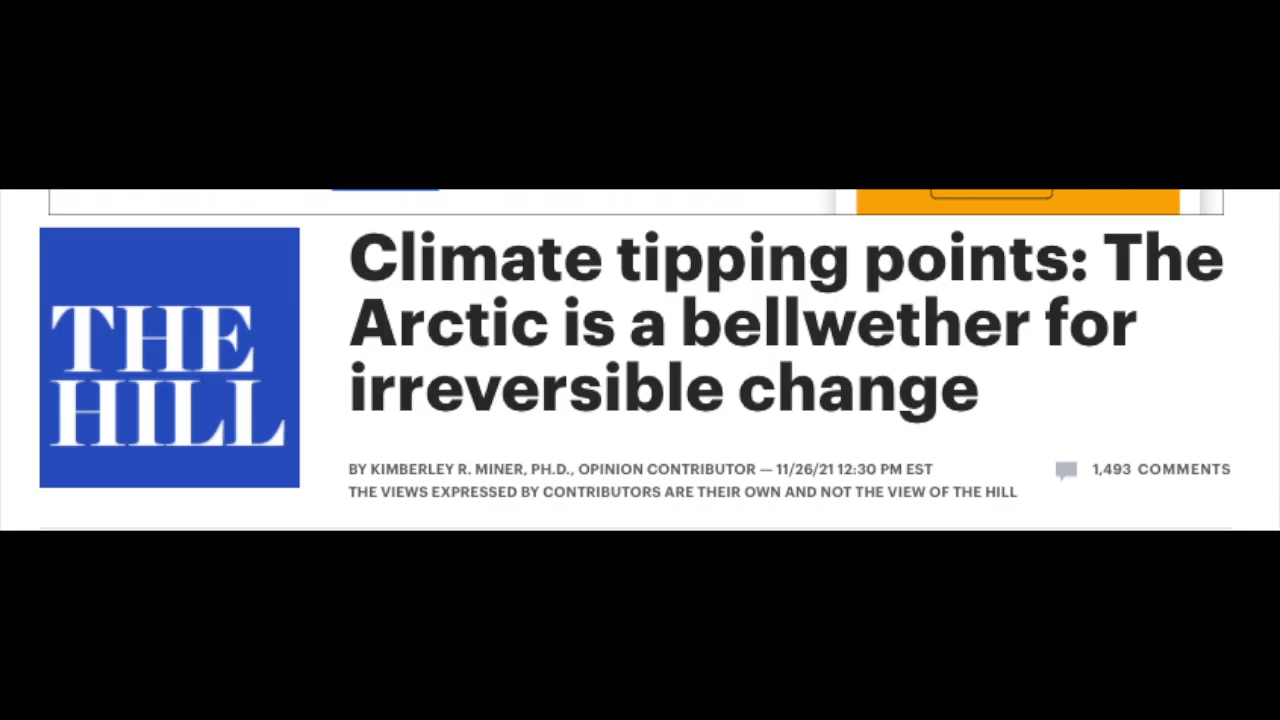 THE
HILL
Climate tipping points: The
Arctic is a bellwether for
irreversible change
BY KIMBERLEY R. MINER, PH.D., OPINION CONTRIBUTOR — 11/26/21 12:30 PM EST
1,493 COMMENTS
THE VIEWS EXPRESSED BY CONTRIBUTORS ARE THEIR OWN AND NOT THE VIEW OF THE HILL